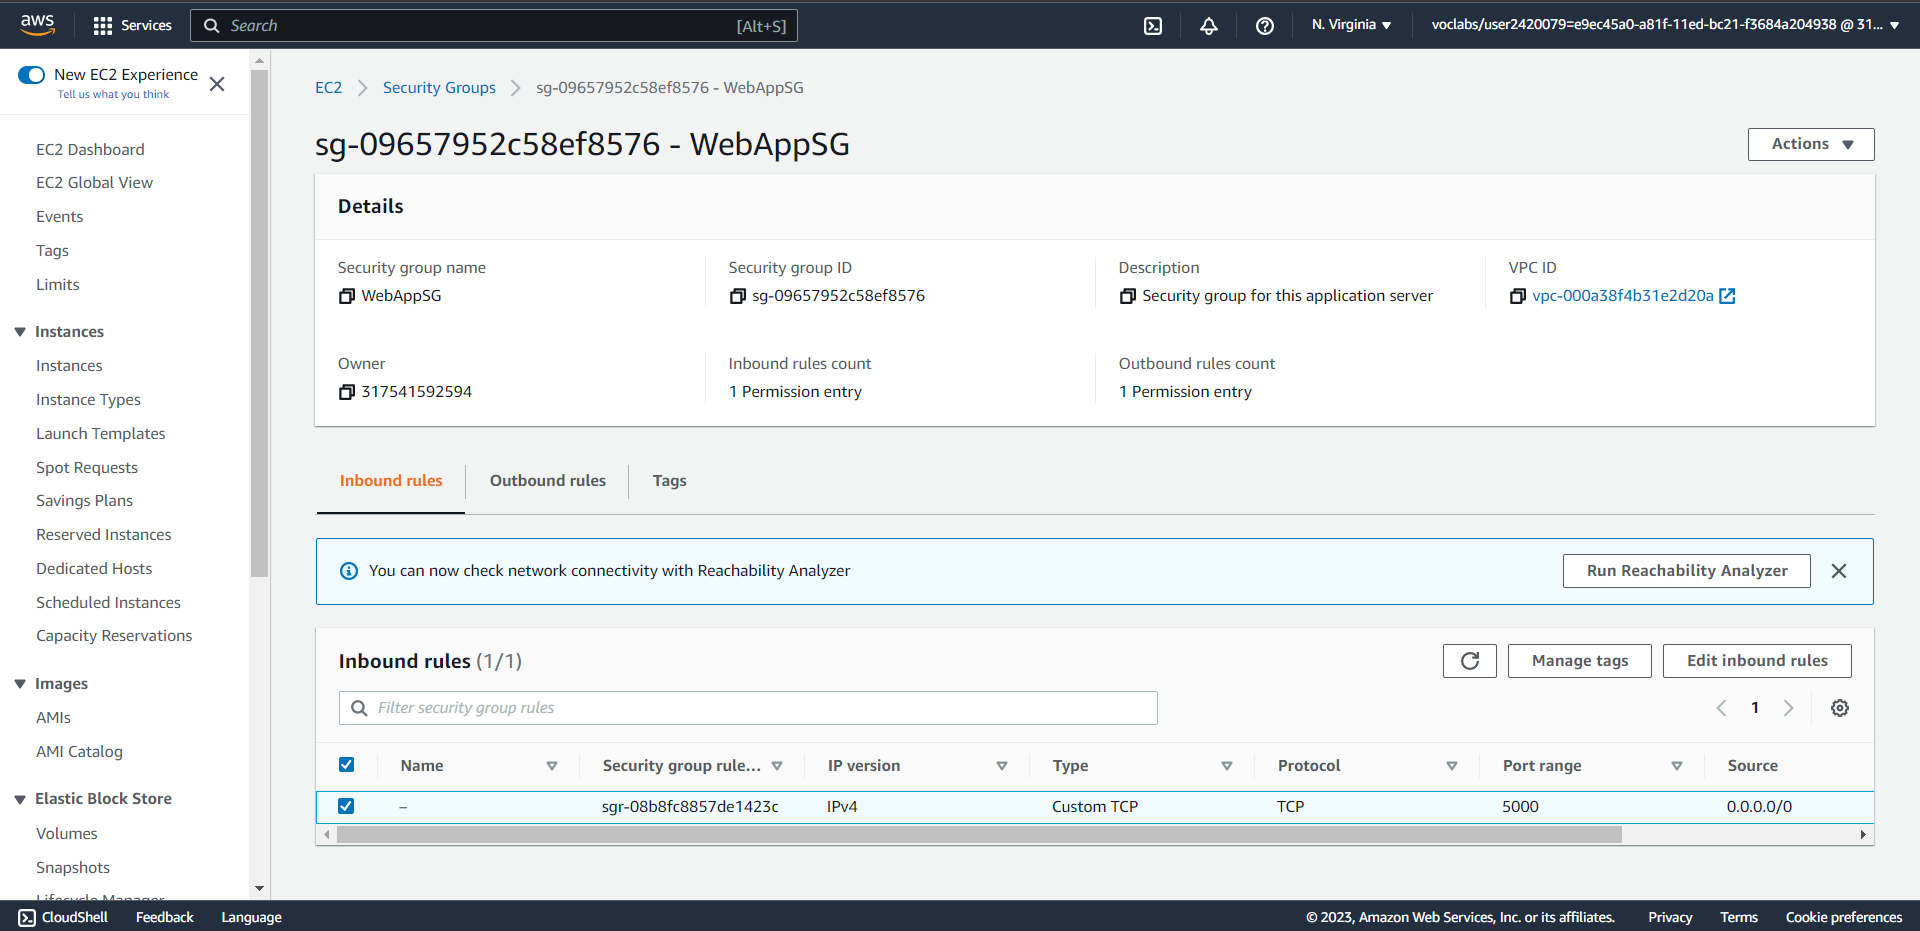 aws
Services
Search
[Alt+S]
N. Virginia
voclabs/user2420079=e9ec45a0-a81f-11ed-bc21-f3684a204938 @ 31...
New EC2 Experience
Tell us what you think
EC2 Dashboard
EC2 Global View
Events
Tags
Limits
Instances
Instances
Instance Types
Launch Templates
Spot Requests
Savings Plans
Reserved Instances
Dedicated Hosts
Scheduled Instances
Capacity Reservations
Images
AMIs
AMI Catalog
Elastic Block Store
Volumes
Snapshots
Lifecycle Manager
EC2 > Security Groups > sg-09657952c58ef8576 - WebAppSG
sg-09657952c58ef8576 - WebAppSG
Actions
Details
Security group name
WebAppSG
Security group ID
sg-09657952c58ef8576
Description
Security group for this application server
VPC ID
vpc-000a38f4b31e2d20a
Owner
317541592594
Inbound rules count
1 Permission entry
Outbound rules count
1 Permission entry
Inbound rules
Outbound rules
Tags
You can now check network connectivity with Reachability Analyzer
Run Reachability Analyzer
Inbound rules (1/1)
Manage tags
Edit inbound rules
Filter security group rules
1
Name Security group rule... IP version Type Protocol Port range Source
– sgr-08b8fc8857de1423c IPv4 Custom TCP TCP 5000 0.0.0.0/0
CloudShell
Feedback
Language
© 2023, Amazon Web Services, Inc. or its affiliates.
Privacy
Terms
Cookie preferences